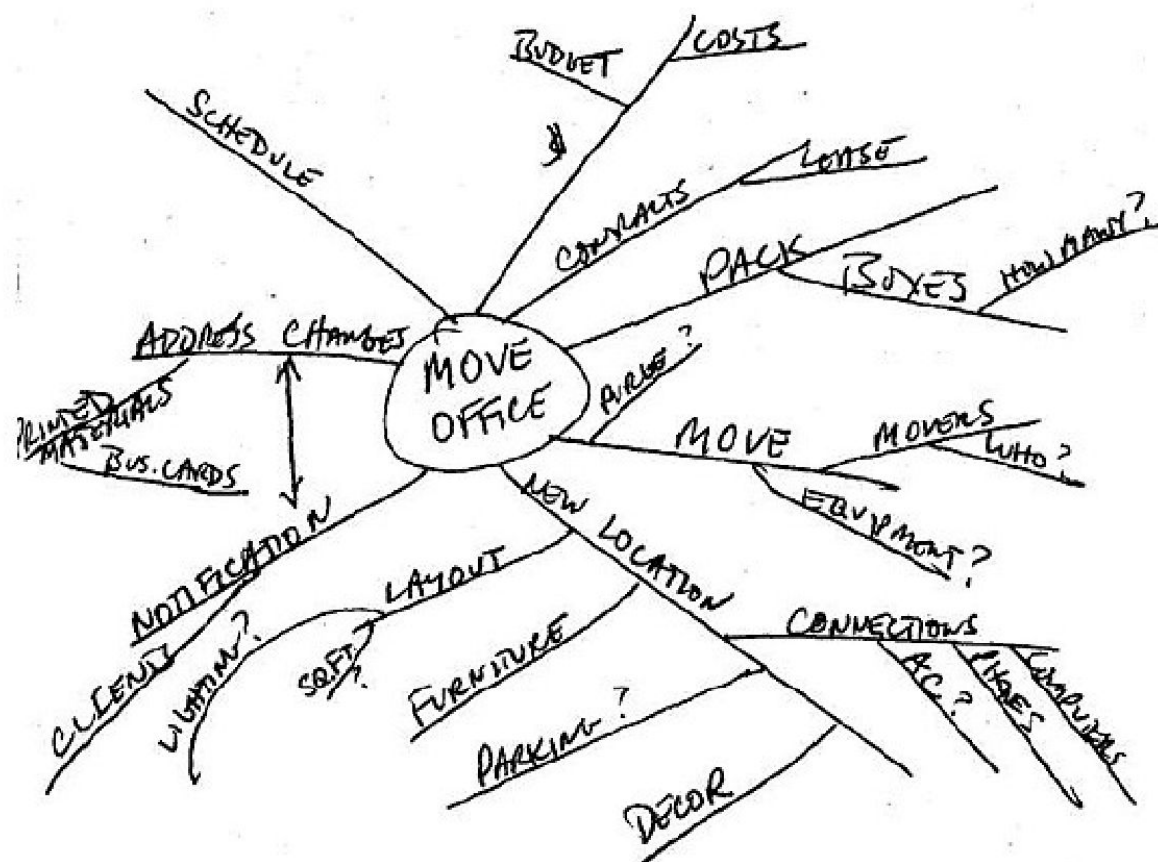 MOVE
OFFICE
SCHEDULE
BUDGET
COSTS
$
CONTRACTS
LEASE
PACK
BOXES
HOW MANY?
PURGE?
MOVE
MOVERS
WHO?
EQUIPMENT?
NEW LOCATION
CONNECTIONS
A.C.?
PHONES
COMPUTERS
LAYOUT
LIGHTING?
SQ.FT.?
FURNITURE
PARKING?
DECOR
NOTIFICATION
CLIENTS
ADDRESS CHANGES
PRINTED
MATERIALS
BUS. CARDS